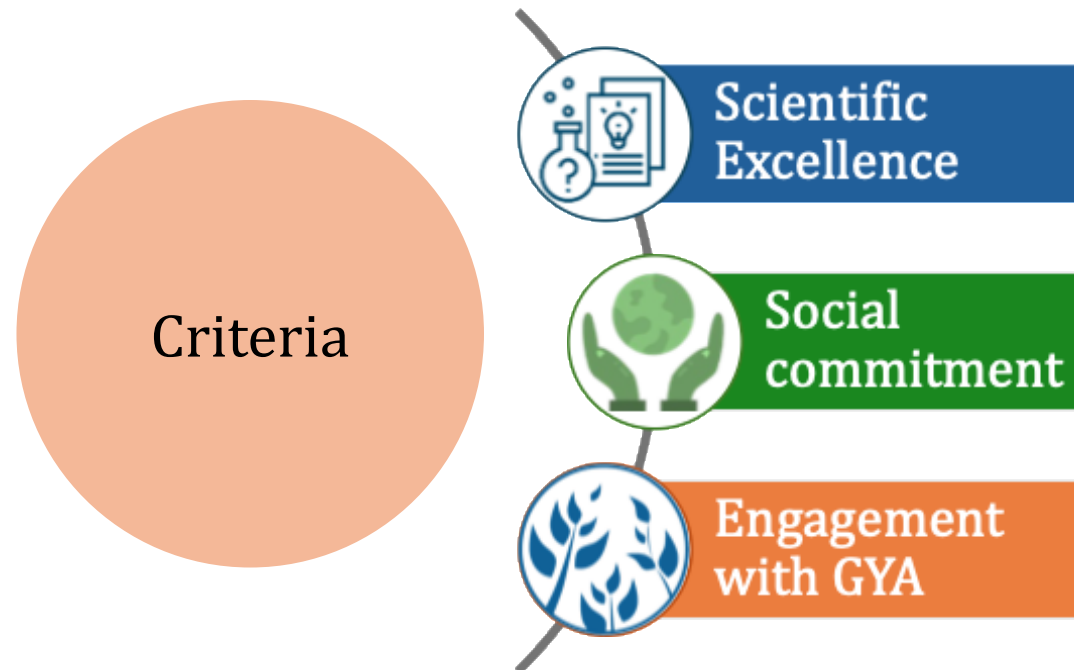 Criteria
Scientific
Excellence
?
Social
commitment
Engagement
with GYA